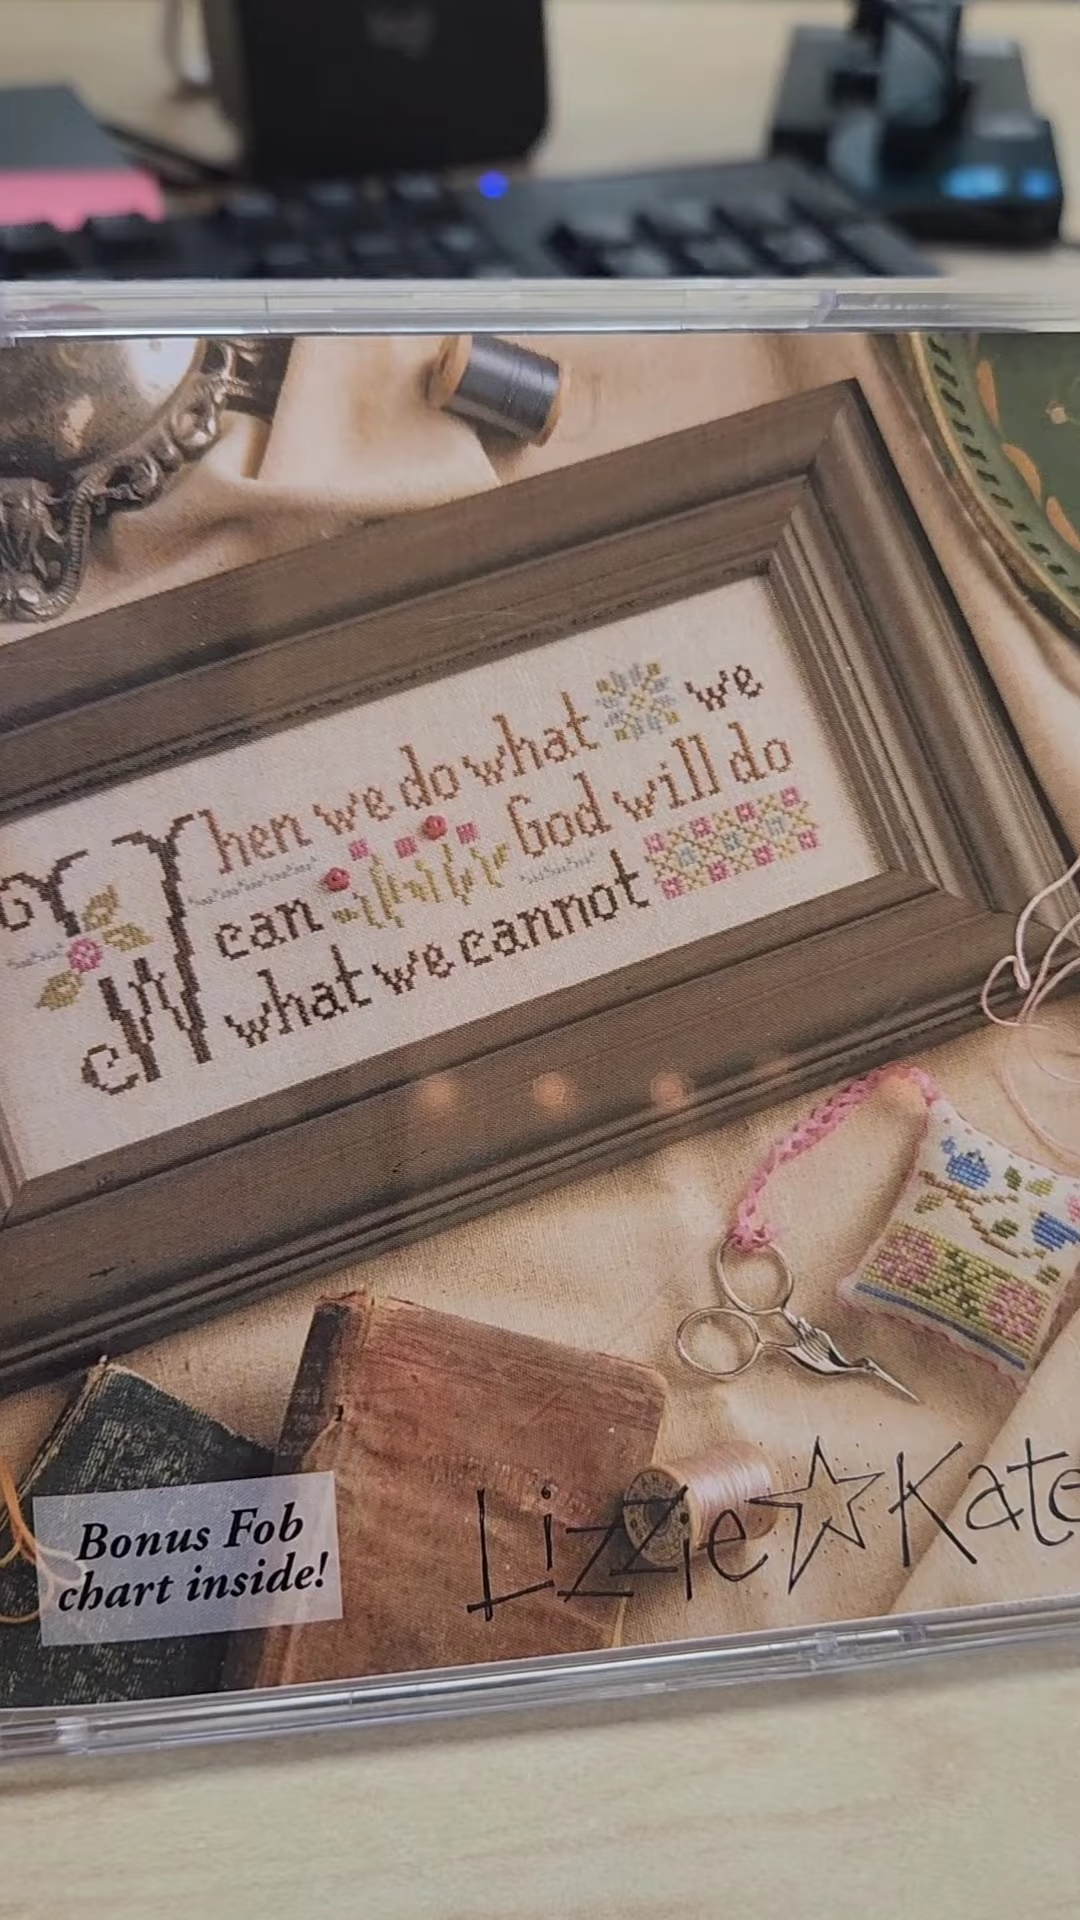 When we do what we
can God will do
what we cannot
Bonus Fob
chart inside!
Lizzie Kate